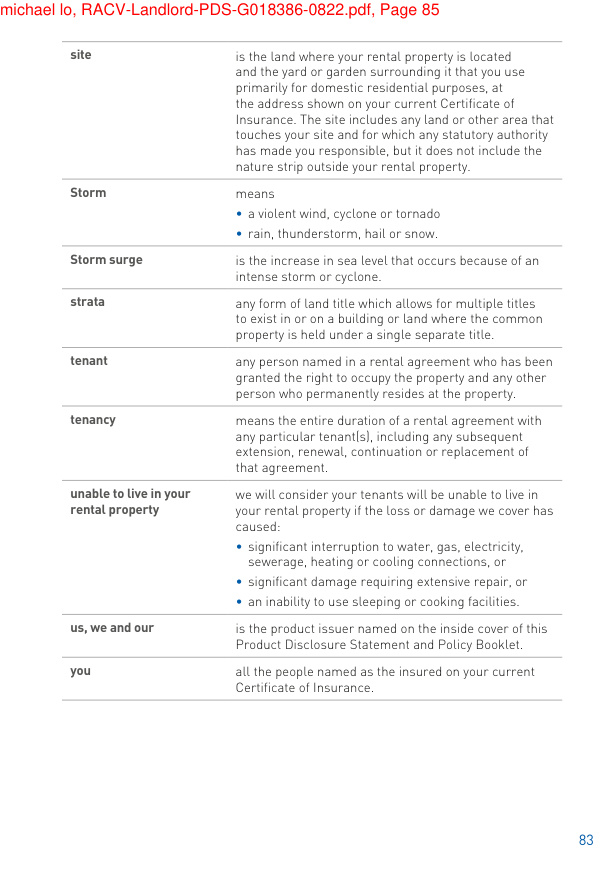 michael lo, RACV-Landlord-PDS-G018386-0822.pdf, Page 85
site
is the land where your rental property is located
and the yard or garden surrounding it that you use
primarily for domestic residential purposes, at
the address shown on your current Certificate of
Insurance. The site includes any land or other area that
touches your site and for which any statutory authority
has made you responsible, but it does not include the
nature strip outside your rental property.
Storm
means
• a violent wind, cyclone or tornado
• rain, thunderstorm, hail or snow.
Storm surge
is the increase in sea level that occurs because of an
intense storm or cyclone.
strata
any form of land title which allows for multiple titles
to exist in or on a building or land where the common
property is held under a single separate title.
tenant
any person named in a rental agreement who has been
granted the right to occupy the property and any other
person who permanently resides at the property.
tenancy
means the entire duration of a rental agreement with
any particular tenant(s), including any subsequent
extension, renewal, continuation or replacement of
that agreement.
unable to live in your
rental property
we will consider your tenants will be unable to live in
your rental property if the loss or damage we cover has
caused:
• significant interruption to water, gas, electricity,
sewerage, heating or cooling connections, or
• significant damage requiring extensive repair, or
• an inability to use sleeping or cooking facilities.
us, we and our
is the product issuer named on the inside cover of this
Product Disclosure Statement and Policy Booklet.
you
all the people named as the insured on your current
Certificate of Insurance.
83